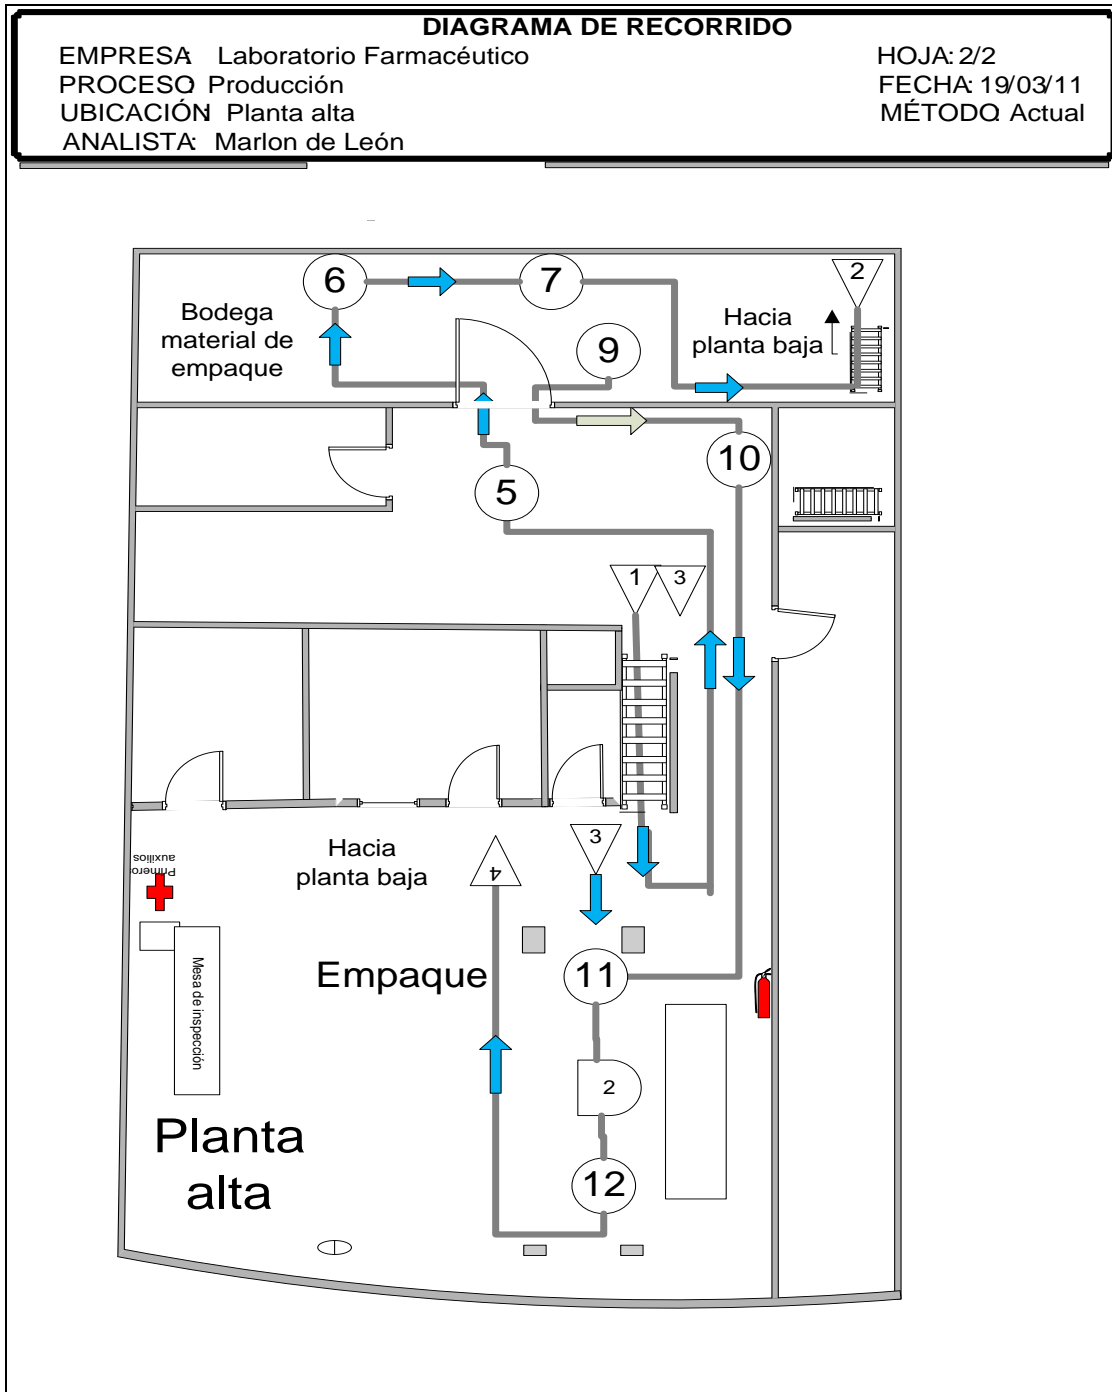 DIAGRAMA DE RECORRIDO
EMPRESA: Laboratorio Farmacéutico
HOJA: 2/2
PROCESO: Producción
FECHA: 19/03/11
UBICACIÓN: Planta alta
MÉTODO: Actual
ANALISTA: Marlon de León
6
7
2
Bodega
material de
empaque
Hacia
planta baja
9
10
5
1
3
Hacia
planta baja
3
4
Primeros
auxilios
Mesa de inspección
Empaque
11
2
12
Planta
alta